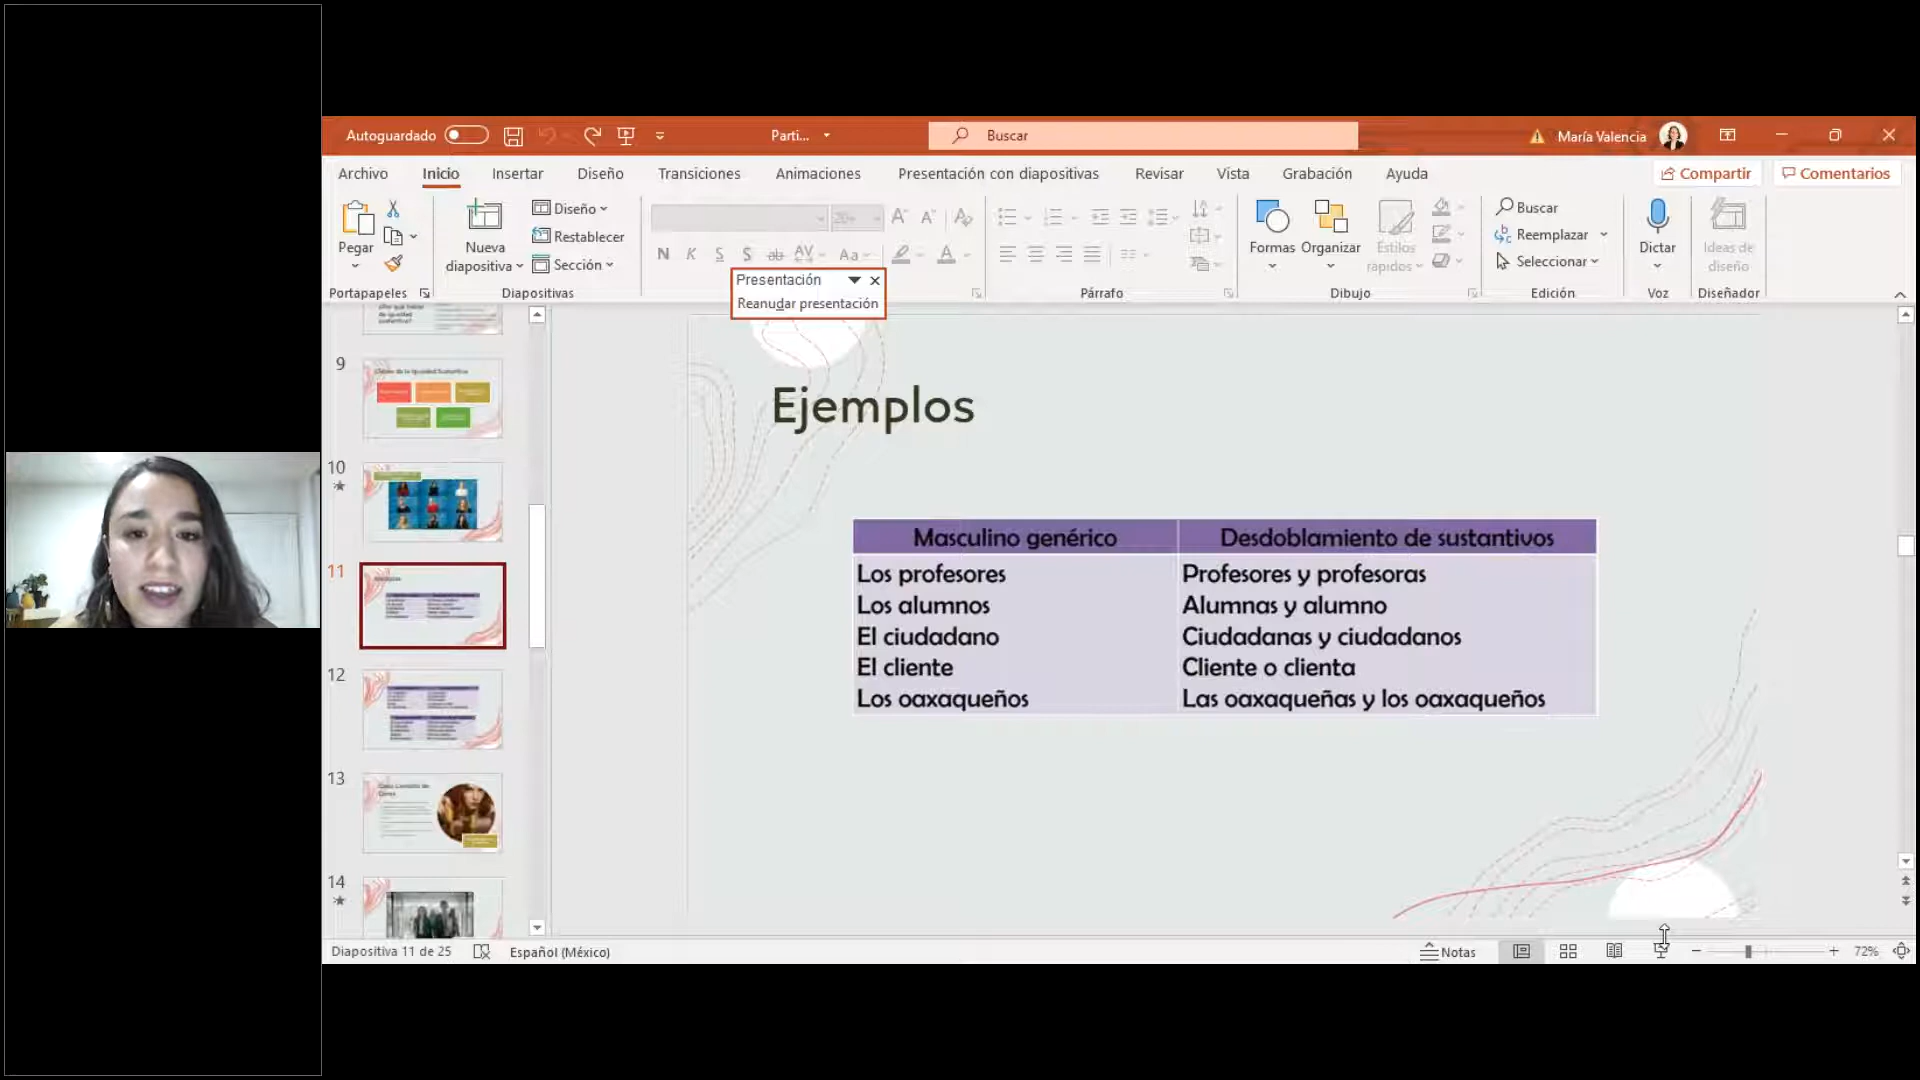 Autoguardado
Parti...
Buscar
María Valencia
Archivo
Inicio
Insertar
Diseño
Transiciones
Animaciones
Presentación con diapositivas
Revisar
Vista
Grabación
Ayuda
Compartir
Comentarios
Pegar
Portapapeles
Nueva
diapositiva
Diseño
Restablecer
Sección
Diapositivas
N K S S ab AV Aa A
Párrafo
Formas
Organizar
Estilos
rápidos
Dibujo
Buscar
Reemplazar
Seleccionar
Edición
Dictar
Voz
Ideas de
diseño
Diseñador
Presentación
Reanudar presentación
9
10
11
12
13
14
Ejemplos
Masculino genérico
Desdoblamiento de sustantivos
Los profesores
Profesores y profesoras
Los alumnos
Alumnas y alumno
El ciudadano
Ciudadanas y ciudadanos
El cliente
Cliente o clienta
Los oaxaqueños
Las oaxaqueñas y los oaxaqueños
Diapositiva 11 de 25
Español (México)
Notas
72%